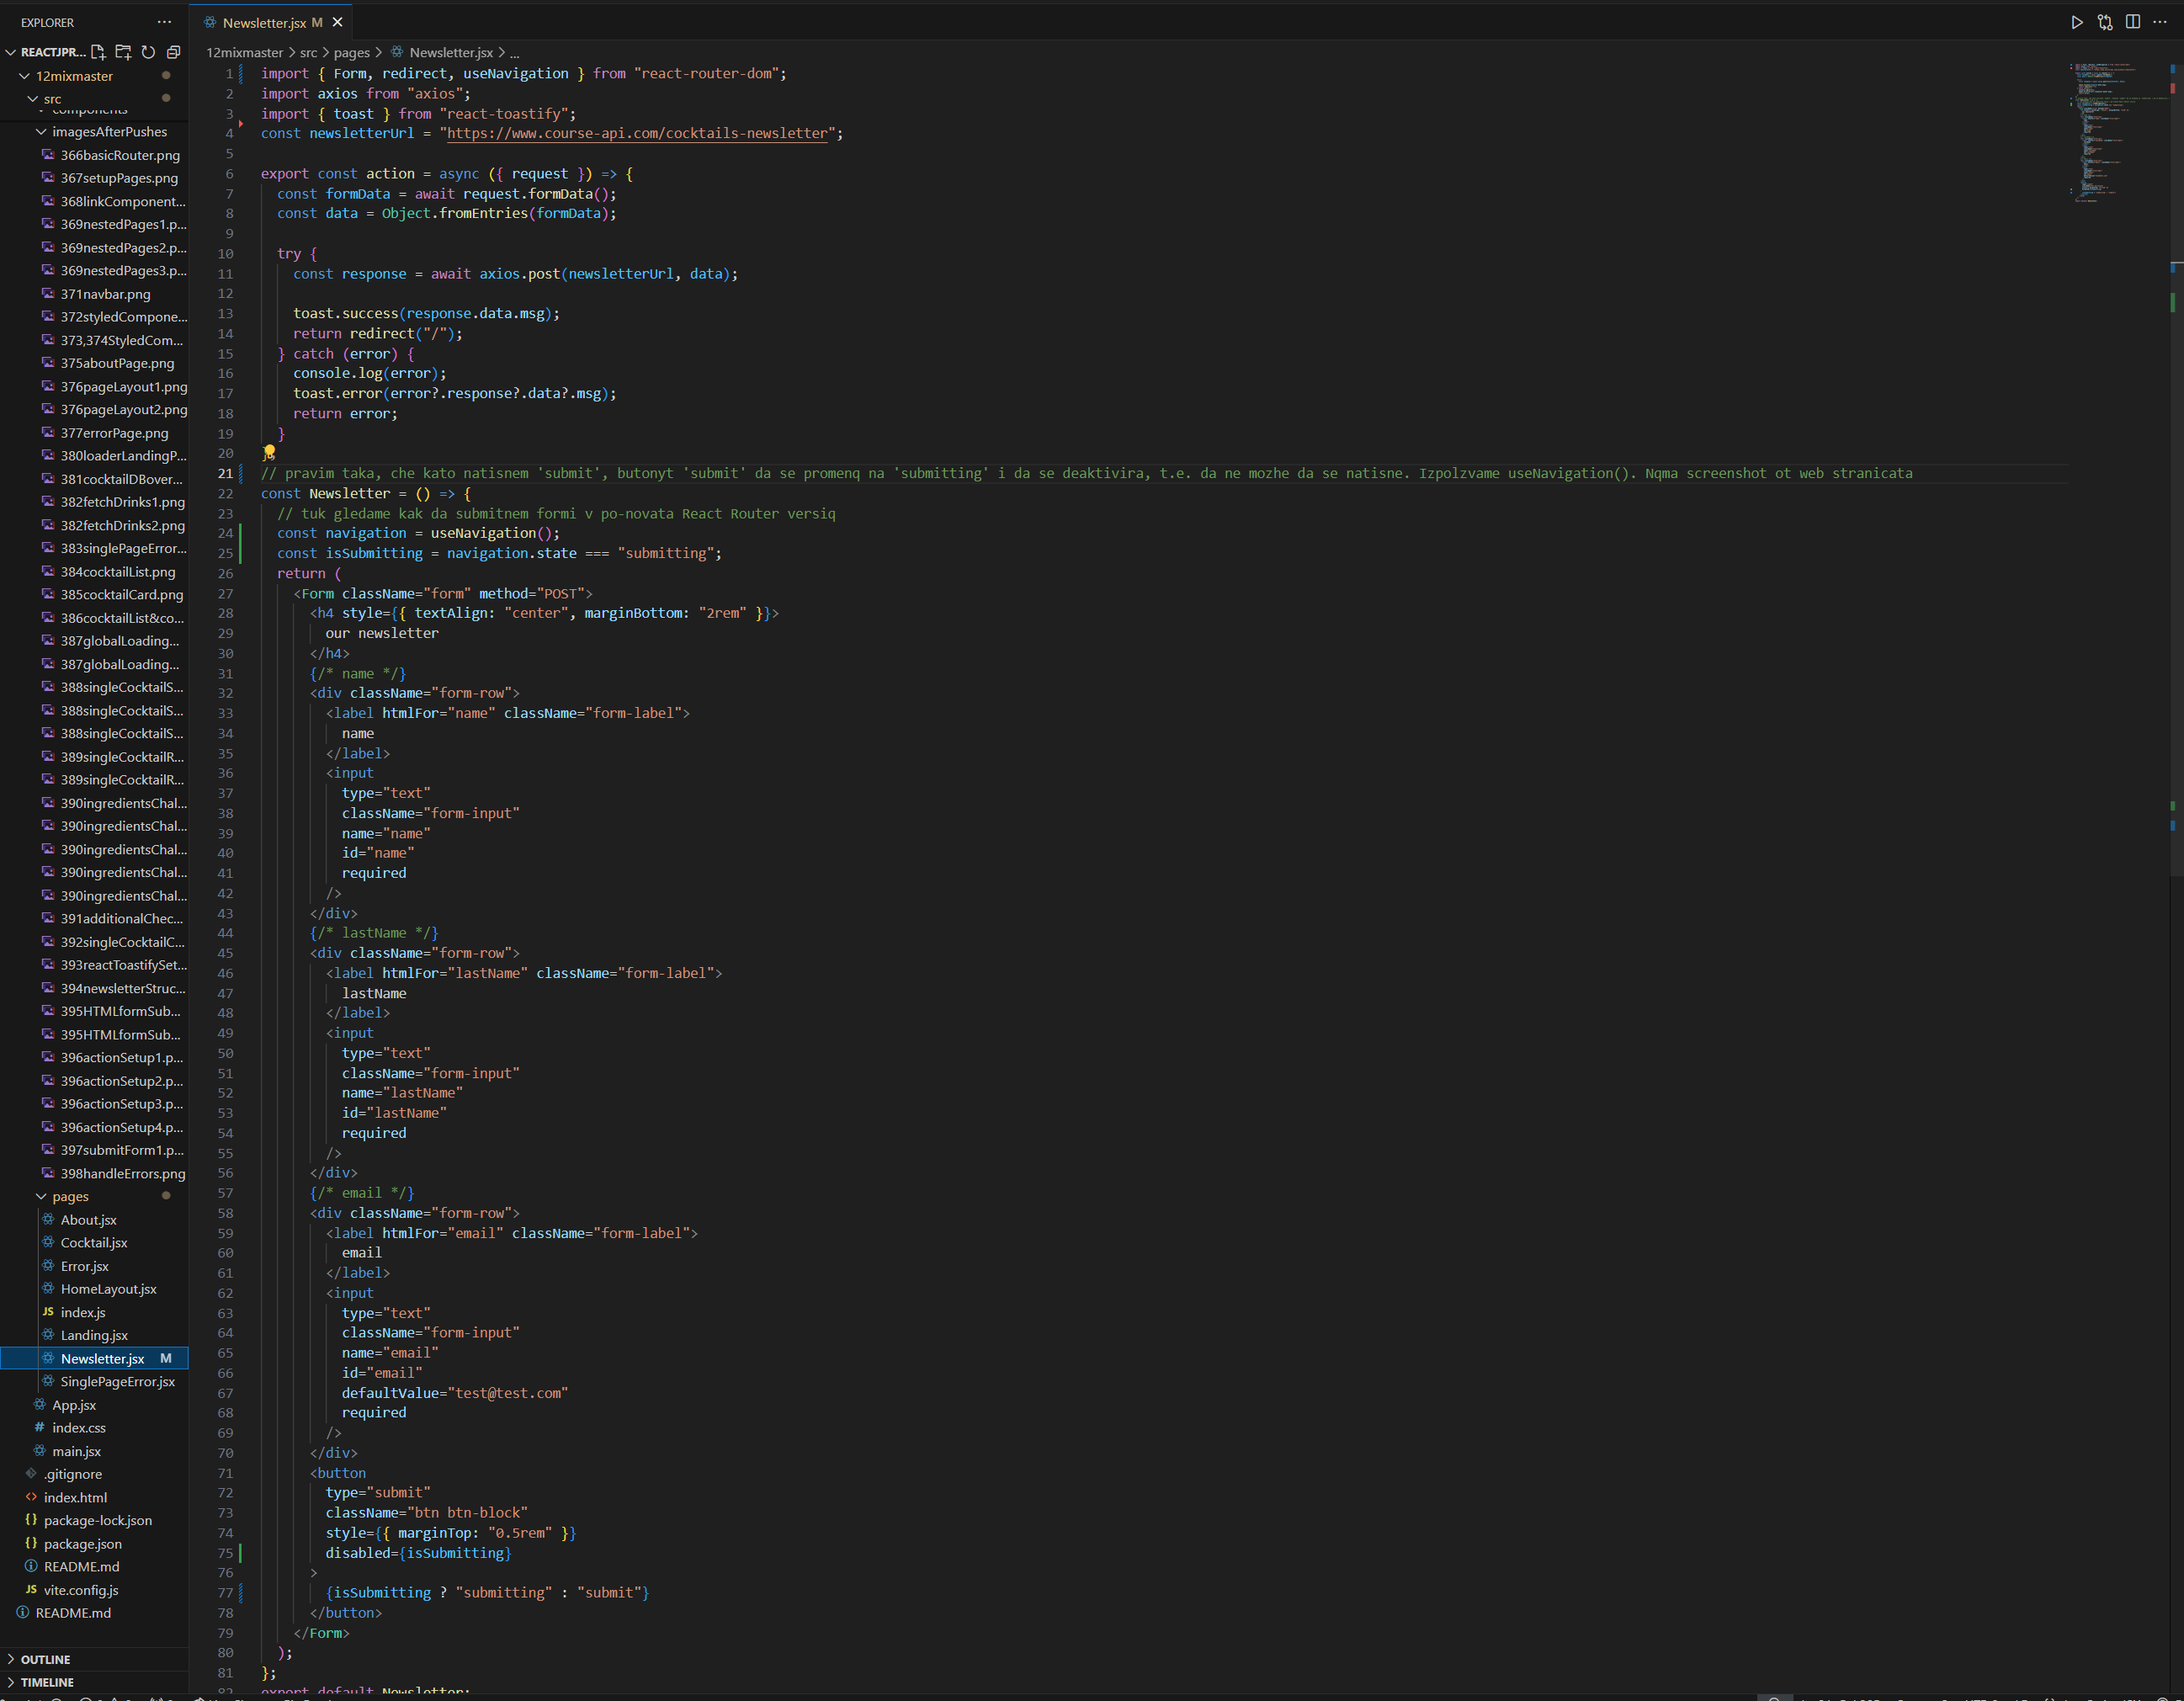 EXPLORER
Newsletter.jsx M
REACTJPR...
12mixmaster > src > pages > Newsletter.jsx > ...
12mixmaster
src
components
imagesAfterPushes
366basicRouter.png
367setupPages.png
368linkComponent...
369nestedPages1.p...
369nestedPages2.p...
369nestedPages3.p...
371navbar.png
372styledCompone...
373,374StyledCom...
375aboutPage.png
376pageLayout1.png
376pageLayout2.png
377errorPage.png
380loaderLandingP...
381cocktailDBover...
382fetchDrinks1.png
382fetchDrinks2.png
383singlePageError...
384cocktailList.png
385cocktailCard.png
386cocktailList&co...
387globalLoading...
387globalLoading...
388singleCocktailS...
388singleCocktailS...
388singleCocktailS...
389singleCocktailR...
389singleCocktailR...
390ingredientsChal...
390ingredientsChal...
390ingredientsChal...
390ingredientsChal...
390ingredientsChal...
391additionalChec...
392singleCocktailC...
393reactToastifySet...
394newsletterStruc...
395HTMLformSub...
395HTMLformSub...
396actionSetup1.p...
396actionSetup2.p...
396actionSetup3.p...
396actionSetup4.p...
397submitForm1.p...
398handleErrors.png
pages
About.jsx
Cocktail.jsx
Error.jsx
HomeLayout.jsx
JS index.js
Landing.jsx
Newsletter.jsx M
SinglePageError.jsx
App.jsx
# index.css
main.jsx
.gitignore
<> index.html
{} package-lock.json
{} package.json
README.md
JS vite.config.js
README.md
OUTLINE
TIMELINE
1 import { Form, redirect, useNavigation } from "react-router-dom";
2 import axios from "axios";
3 import { toast } from "react-toastify";
4 const newsletterUrl = "https://www.course-api.com/cocktails-newsletter";
5
6 export const action = async ({ request }) => {
7 const formData = await request.formData();
8 const data = Object.fromEntries(formData);
9
10 try {
11 const response = await axios.post(newsletterUrl, data);
12
13 toast.success(response.data.msg);
14 return redirect("/");
15 } catch (error) {
16 console.log(error);
17 toast.error(error?.response?.data?.msg);
18 return error;
19 }
20 };
21 // pravim taka, che kato natisnem 'submit', butonyt 'submit' da se promenq na 'submitting' i da se deaktivira, t.e. da ne mozhe da se natisne. Izpolzvame useNavigation(). Nqma screenshot ot web stranicata
22 const Newsletter = () => {
23 // tuk gledame kak da submitnem formi v po-novata React Router versiq
24 const navigation = useNavigation();
25 const isSubmitting = navigation.state === "submitting";
26 return (
27 <Form className="form" method="POST">
28 <h4 style={{ textAlign: "center", marginBottom: "2rem" }}>
29 our newsletter
30 </h4>
31 {/* name */}
32 <div className="form-row">
33 <label htmlFor="name" className="form-label">
34 name
35 </label>
36 <input
37 type="text"
38 className="form-input"
39 name="name"
40 id="name"
41 required
42 />
43 </div>
44 {/* lastName */}
45 <div className="form-row">
46 <label htmlFor="lastName" className="form-label">
47 lastName
48 </label>
49 <input
50 type="text"
51 className="form-input"
52 name="lastName"
53 id="lastName"
54 required
55 />
56 </div>
57 {/* email */}
58 <div className="form-row">
59 <label htmlFor="email" className="form-label">
60 email
61 </label>
62 <input
63 type="text"
64 className="form-input"
65 name="email"
66 id="email"
67 defaultValue="test@test.com"
68 required
69 />
70 </div>
71 <button
72 type="submit"
73 className="btn btn-block"
74 style={{ marginTop: "0.5rem" }}
75 disabled={isSubmitting}
76 >
77 {isSubmitting ? "submitting" : "submit"}
78 </button>
79 </Form>
80 );
81 };
82 export default Newsletter;